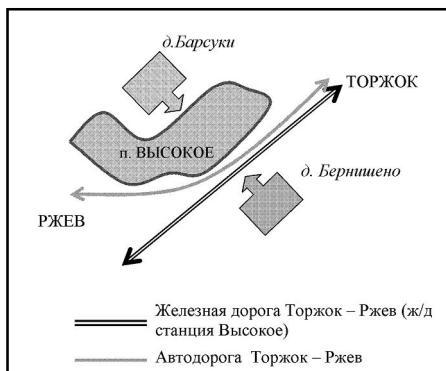 д.Барсуки
ТОРЖОК
п. ВЫСОКОЕ
д. Бернишено
РЖЕВ
Железная дорога Торжок – Ржев (ж/д
станция Высокое)
Автодорога Торжок – Ржев